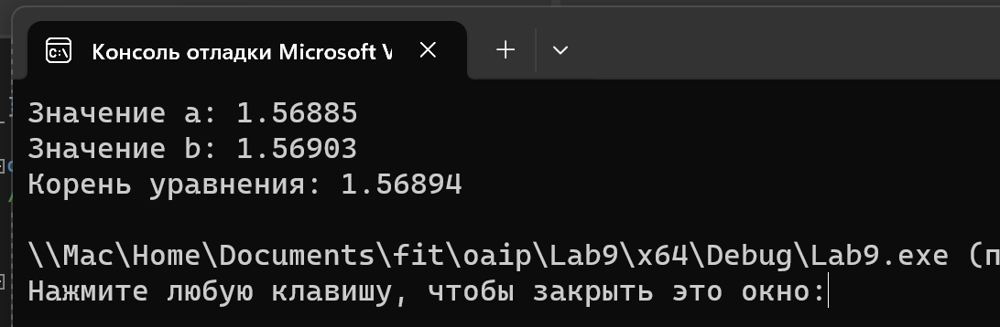 Консоль отладки Microsoft
Значение a: 1.56885
Значение b: 1.56903
Корень уравнения: 1.56894
\\Mac\Home\Documents\fit\oaip\Lab9\x64\Debug\Lab9.exe (п
Нажмите любую клавишу, чтобы закрыть это окно: